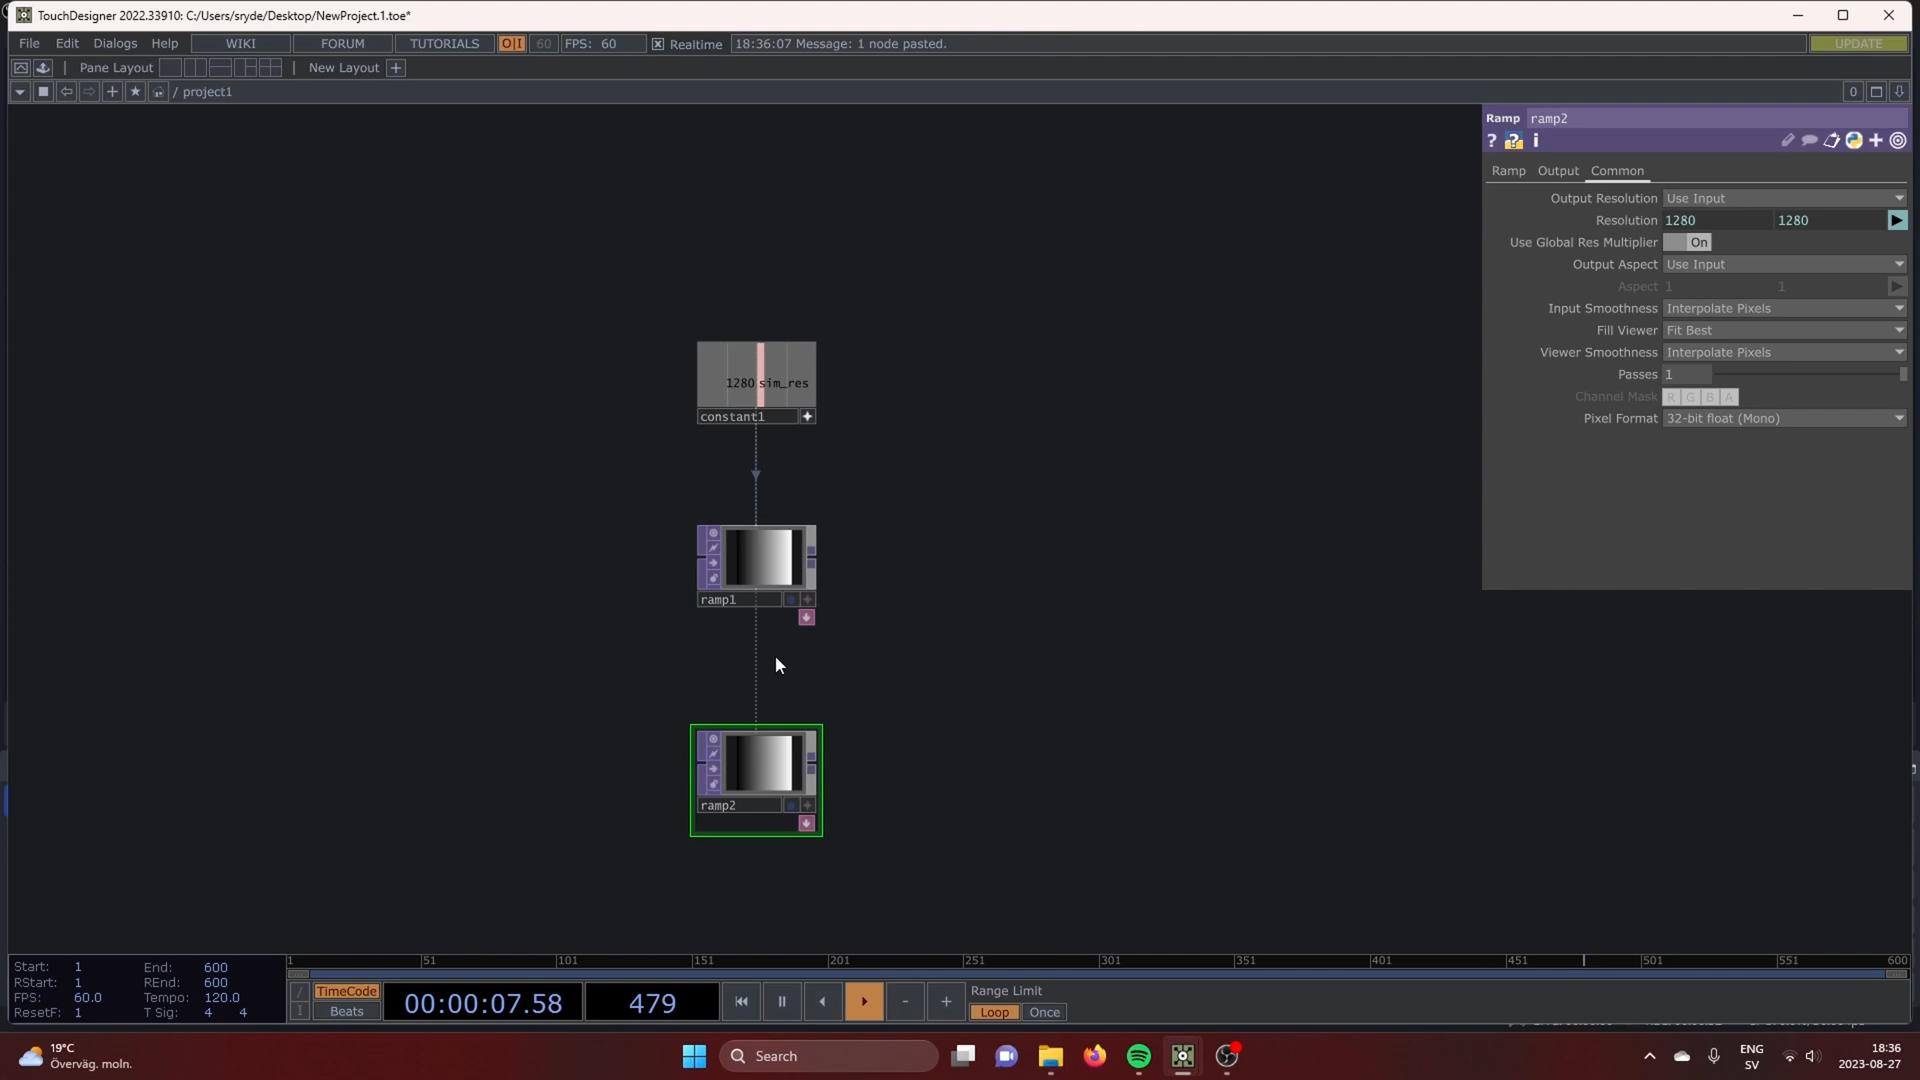 TouchDesigner 2022.33910: C:/Users/sryde/Desktop/NewProject.1.toe*
File Edit Dialogs Help WIKI FORUM TUTORIALS O|I 60 FPS: 60 Realtime 18:36:07 Message: 1 node pasted. UPDATE
Pane Layout New Layout +
/ project1 0
Ramp ramp2
? ? i
Ramp Output Common
Output Resolution Use Input
Resolution 1280 1280
Use Global Res Multiplier On
Output Aspect Use Input
Aspect 1 1
Input Smoothness Interpolate Pixels
Fill Viewer Fit Best
Viewer Smoothness Interpolate Pixels
Passes 1
Channel Mask R G B A
Pixel Format 32-bit float (Mono)
1280 sim_res
constant1
ramp1
ramp2
1 51 101 151 201 251 301 351 401 451 501 551 600
Start: 1 End: 600
RStart: 1 REnd: 600
FPS: 60.0 Tempo: 120.0
ResetF: 1 T Sig: 4 4
TimeCode
Beats
00:00:07.58 479
- +
Range Limit
Loop Once
19°C
Överväg. moln.
Search
ENG
SV
18:36
2023-08-27